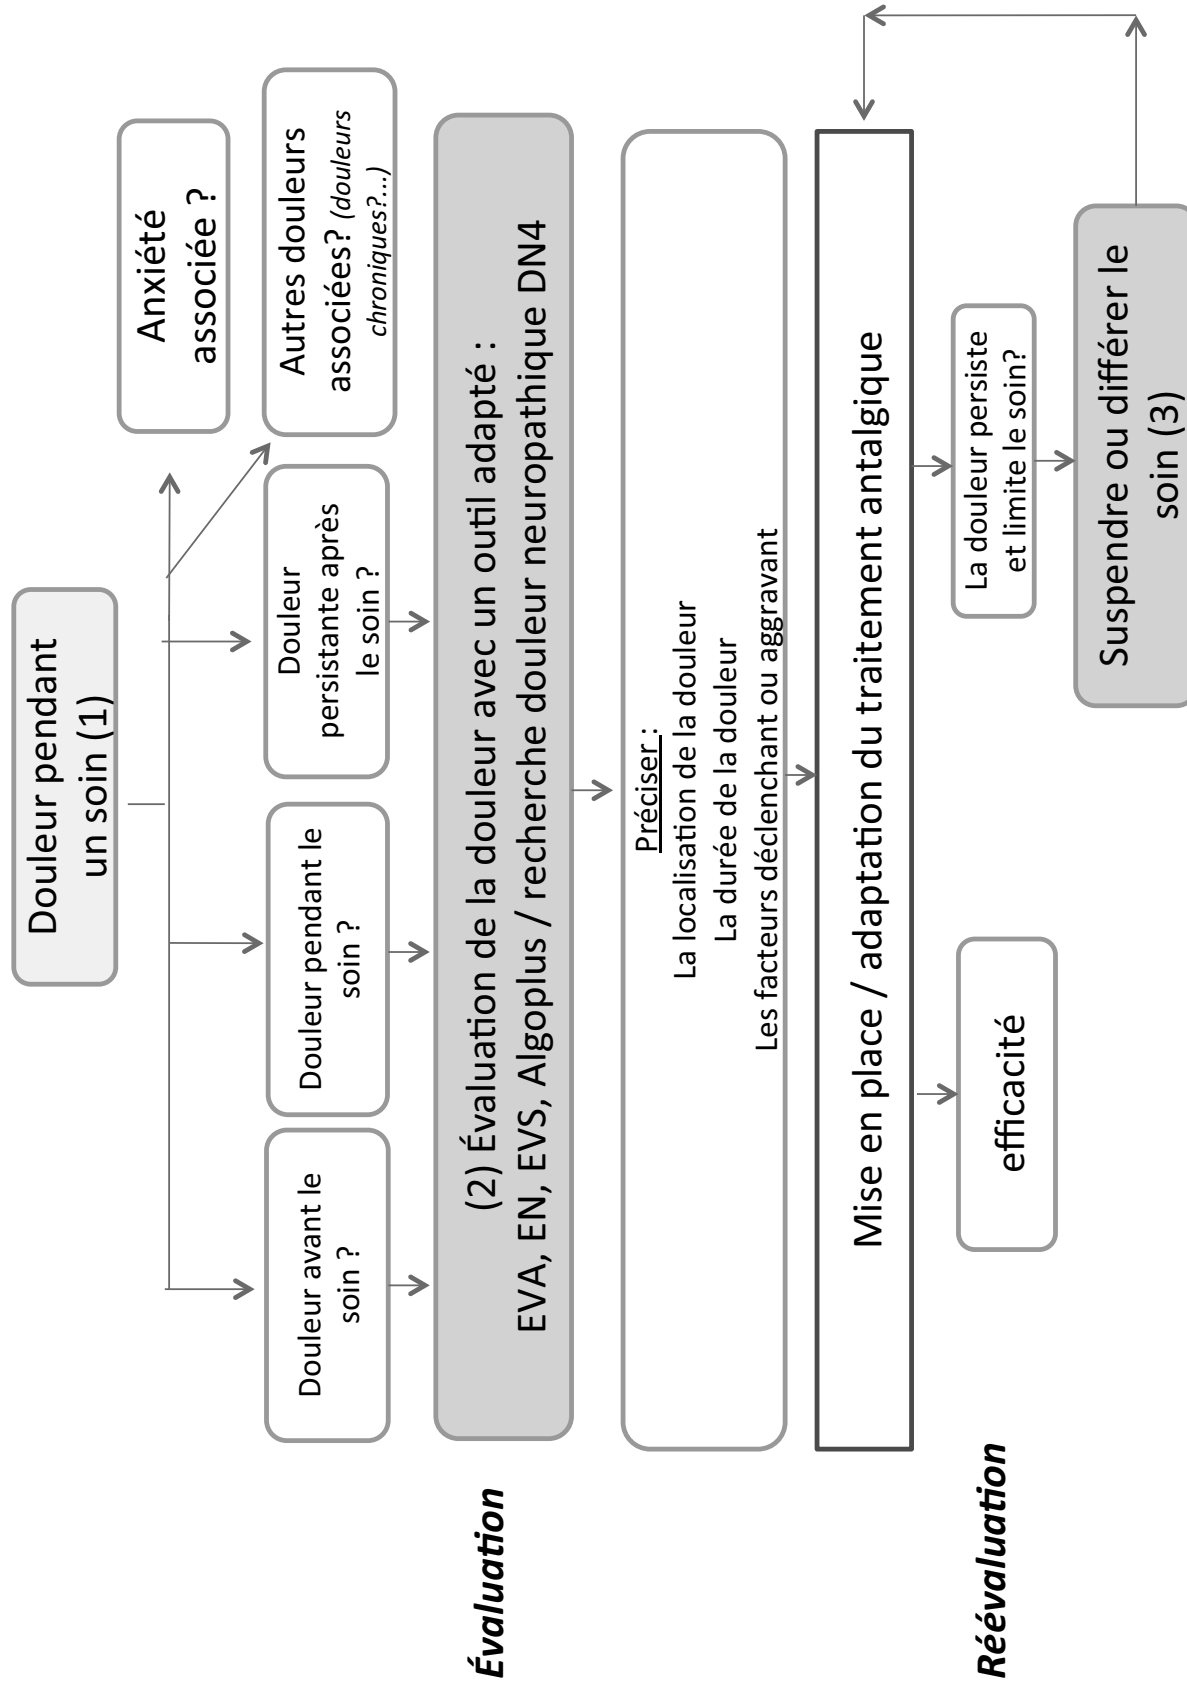 Douleur pendant
un soin (1)
Anxiété
associée ?
Douleur avant le
soin ?
Douleur pendant le
soin ?
Douleur
persistante après
le soin ?
Autres douleurs
associées? (douleurs
chroniques?...)
Évaluation
(2) Évaluation de la douleur avec un outil adapté :
EVA, EN, EVS, Algoplus / recherche douleur neuropathique DN4
Préciser :
La localisation de la douleur
La durée de la douleur
Les facteurs déclenchant ou aggravant
Mise en place / adaptation du traitement antalgique
Réévaluation
efficacité
La douleur persiste
et limite le soin?
Suspendre ou différer le
soin (3)